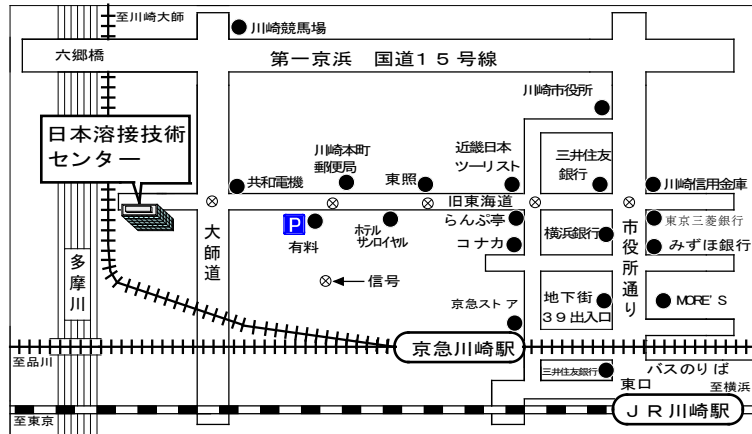 至川崎大師
川崎競馬場
六郷橋
第一京浜 国道15号線
川崎市役所
日本溶接技術
センター
川崎本町
郵便局
東照
近畿日本
ツーリスト
三井住友
銀行
共和電機
川崎信用金庫
旧東海道
らんぷ亭
東京三菱銀行
P
有料
ホテル
サンロイヤル
コナカ
横浜銀行
みずほ銀行
大師道
市役所通り
多摩川
信号
京急ストア
地下街
39出入口
MORE'S
京急川崎駅
至品川
三井住友銀行
バスのりば
東口
至横浜
至東京
JR川崎駅